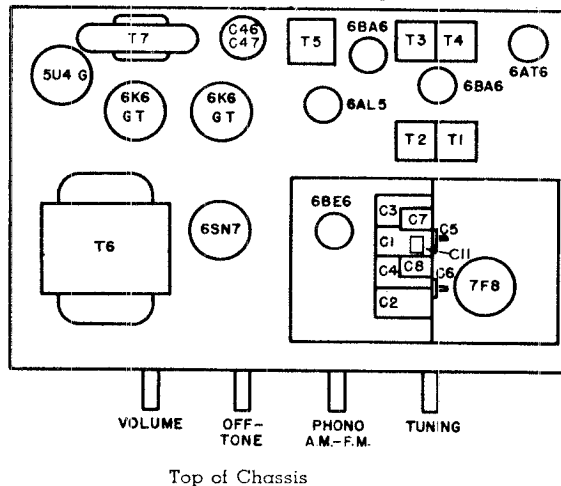 T7
C46
C47
T5
6BA6
T3
T4
6AT6
5U4 G
6K6
GT
6K6
GT
6AL5
6BA6
T2
T1
T6
6SN7
6BE6
C3
C7
C5
C1
C11
C4
C8
C6
C2
7F8
VOLUME
OFF-
TONE
PHONO
A.M.-F.M.
TUNING
Top of Chassis